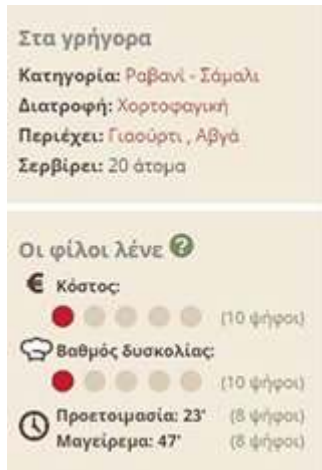 Στα γρήγορα
Κατηγορία: Ραβανί - Σάμαλι
Διατροφή: Χορτοφαγική
Περιέχει: Γιαούρτι , Αβγά
Σερβίρει: 20 άτομα
Οι φίλοι λένε ?
€ Κόστος:
(10 ψήφοι)
Βαθμός δυσκολίας:
(10 ψήφοι)
Προετοιμασία: 23' (8 ψήφοι)
Μαγείρεμα: 47' (8 ψήφοι)